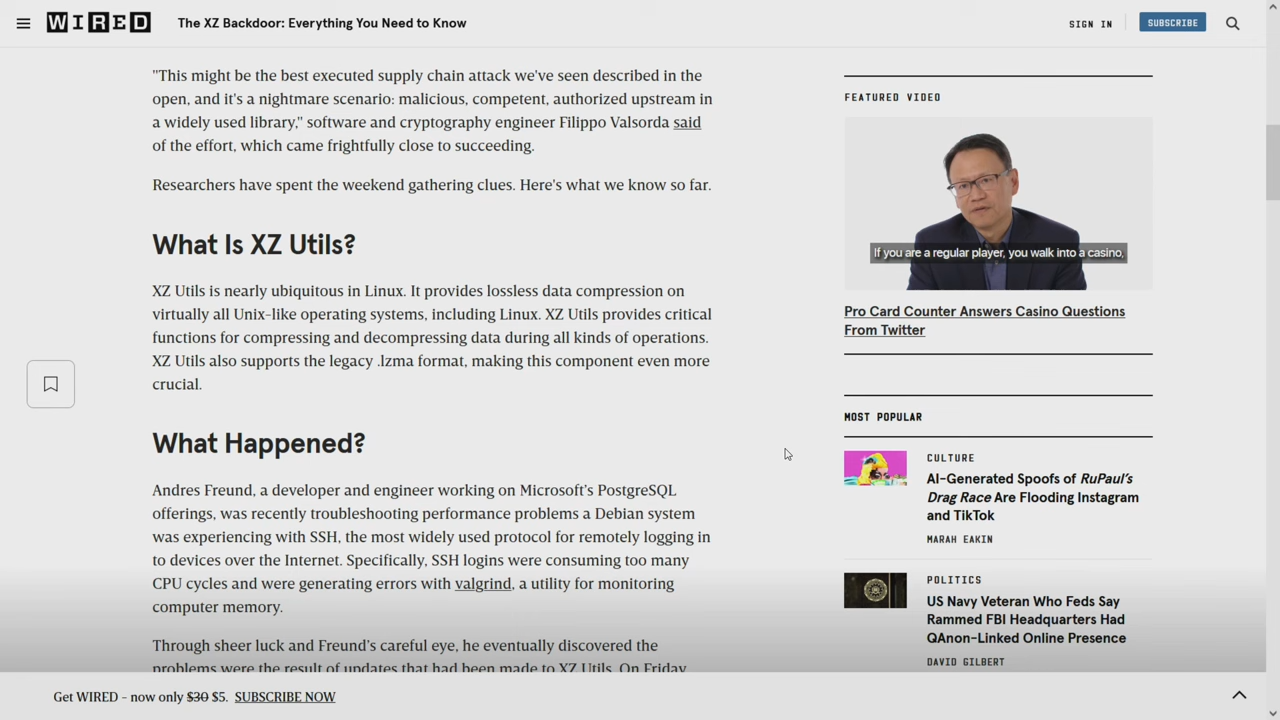 WIRED
The XZ Backdoor: Everything You Need to Know
SIGN IN
SUBSCRIBE
"This might be the best executed supply chain attack we've seen described in the
open, and it's a nightmare scenario: malicious, competent, authorized upstream in
a widely used library," software and cryptography engineer Filippo Valsorda said
of the effort, which came frightfully close to succeeding.
Researchers have spent the weekend gathering clues. Here's what we know so far.
What Is XZ Utils?
XZ Utils is nearly ubiquitous in Linux. It provides lossless data compression on
virtually all Unix-like operating systems, including Linux. XZ Utils provides critical
functions for compressing and decompressing data during all kinds of operations.
XZ Utils also supports the legacy .lzma format, making this component even more
crucial.
What Happened?
Andres Freund, a developer and engineer working on Microsoft's PostgreSQL
offerings, was recently troubleshooting performance problems a Debian system
was experiencing with SSH, the most widely used protocol for remotely logging in
to devices over the Internet. Specifically, SSH logins were consuming too many
CPU cycles and were generating errors with valgrind, a utility for monitoring
computer memory.
Through sheer luck and Freund's careful eye, he eventually discovered the
problems were the result of updates that had been made to XZ Utils. On Friday,
FEATURED VIDEO
If you are a regular player, you walk into a casino,
Pro Card Counter Answers Casino Questions
From Twitter
MOST POPULAR
CULTURE
AI-Generated Spoofs of RuPaul's
Drag Race Are Flooding Instagram
and TikTok
MARAH EAKIN
POLITICS
US Navy Veteran Who Feds Say
Rammed FBI Headquarters Had
QAnon-Linked Online Presence
DAVID GILBERT
Get WIRED - now only $30 $5. SUBSCRIBE NOW